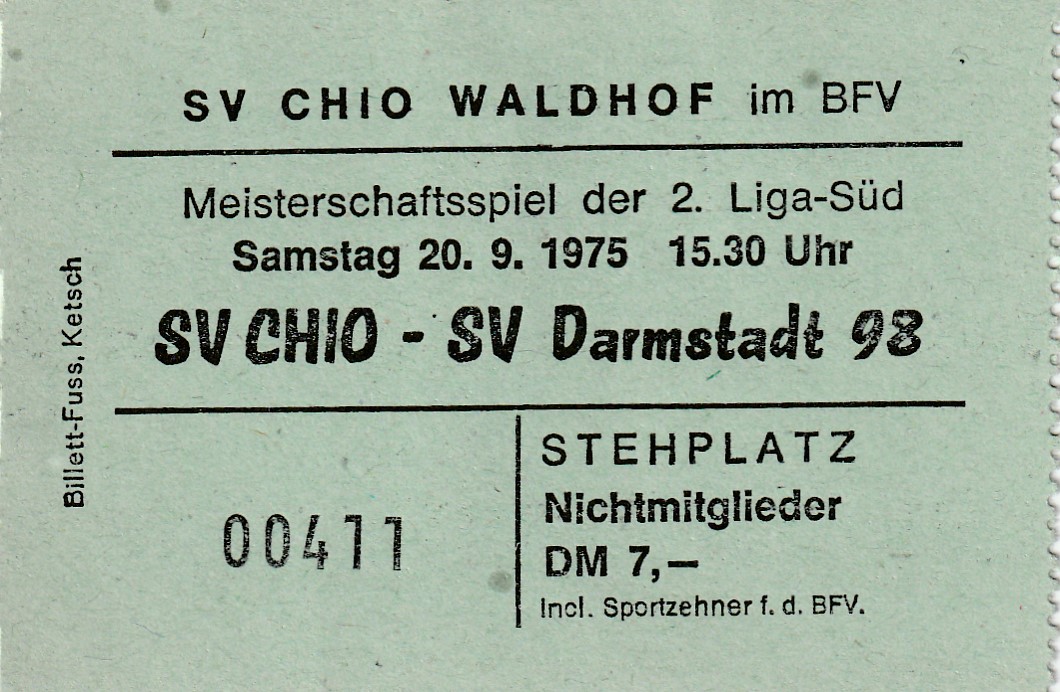 SV CHIO WALDHOF im BFV
Meisterschaftsspiel der 2. Liga-Süd
Samstag 20. 9. 1975 15.30 Uhr
SV CHIO - SV Darmstadt 98
Billett-Fuss, Ketsch
00411
STEHPLATZ
Nichtmitglieder
DM 7,—
Incl. Sportzehner f. d. BFV.